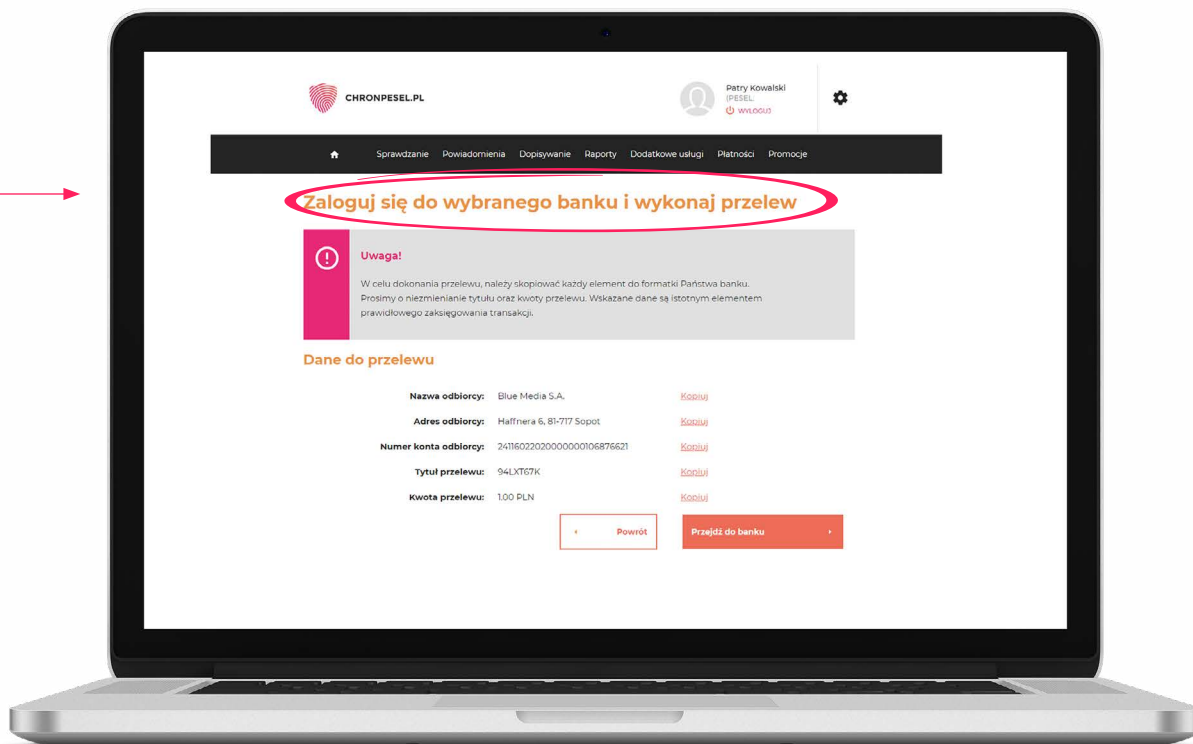 CHRONPESEL.PL
Patry Kowalski
(PESEL:
WYLOGUJ
Sprawdzanie Powiadomienia Dopisywanie Raporty Dodatkowe usługi Płatności Promocje
Zaloguj się do wybranego banku i wykonaj przelew
Uwaga!
W celu dokonania przelewu, należy skopiować każdy element do formatki Państwa banku.
Prosimy o niezmienianie tytułu oraz kwoty przelewu. Wskazane dane są istotnym elementem
prawidłowego zaksięgowania transakcji.
Dane do przelewu
Nazwa odbiorcy: Blue Media S.A. Kopiuj
Adres odbiorcy: Haffnera 6, 81-717 Sopot Kopiuj
Numer konta odbiorcy: 24116022020000000106876621 Kopiuj
Tytuł przelewu: 94LXT67K Kopiuj
Kwota przelewu: 1.00 PLN Kopiuj
Powrót Przejdź do banku